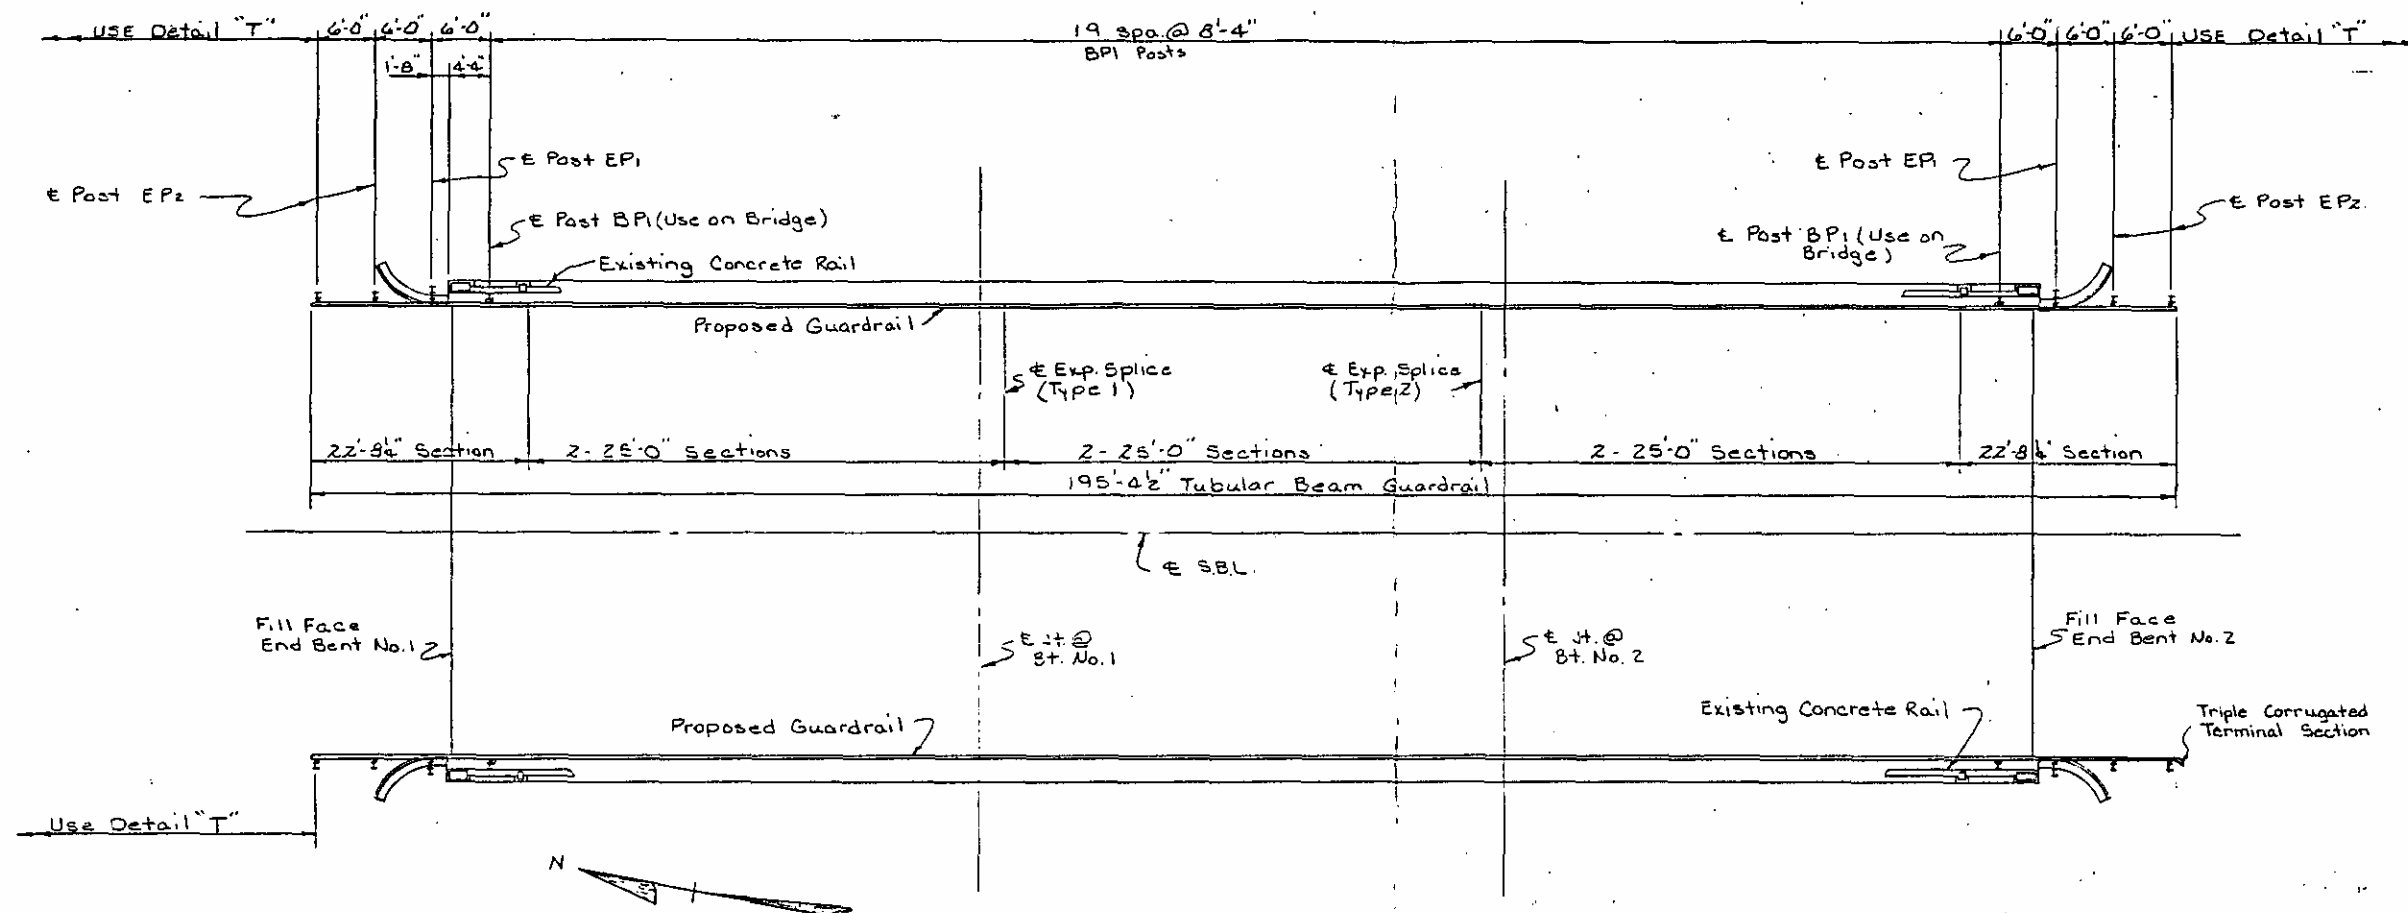 USE Detail "T"
6'-0" 6'-0" 6'-0"
19 spa. @ 8'-4"
BP1 Posts
6'-0" 6'-0" 6'-0"
USE Detail "T"
1'-8" 4'-4"
℄ Post EP1
℄ Post EP2
℄ Post BP1 (Use on Bridge)
Existing Concrete Rail
℄ Post EP1
℄ Post EP2
℄ Post BP1 (Use on
Bridge)
Proposed Guardrail
℄ Exp. Splice
(Type 1)
℄ Exp. Splice
(Type 2)
Section
2 - 25'-0" Sections
2 - 25'-0" Sections
2 - 25'-0" Sections
22'-8¼" Section
195'-4½" Tubular Beam Guardrail
℄ S.B.L.
Fill Face
End Bent No. 1
℄ Jt. @
Bt. No. 1
℄ Jt. @
Bt. No. 2
Fill Face
End Bent No. 2
Proposed Guardrail
Existing Concrete Rail
Triple Corrugated
Terminal Section
Use Detail "T"
N